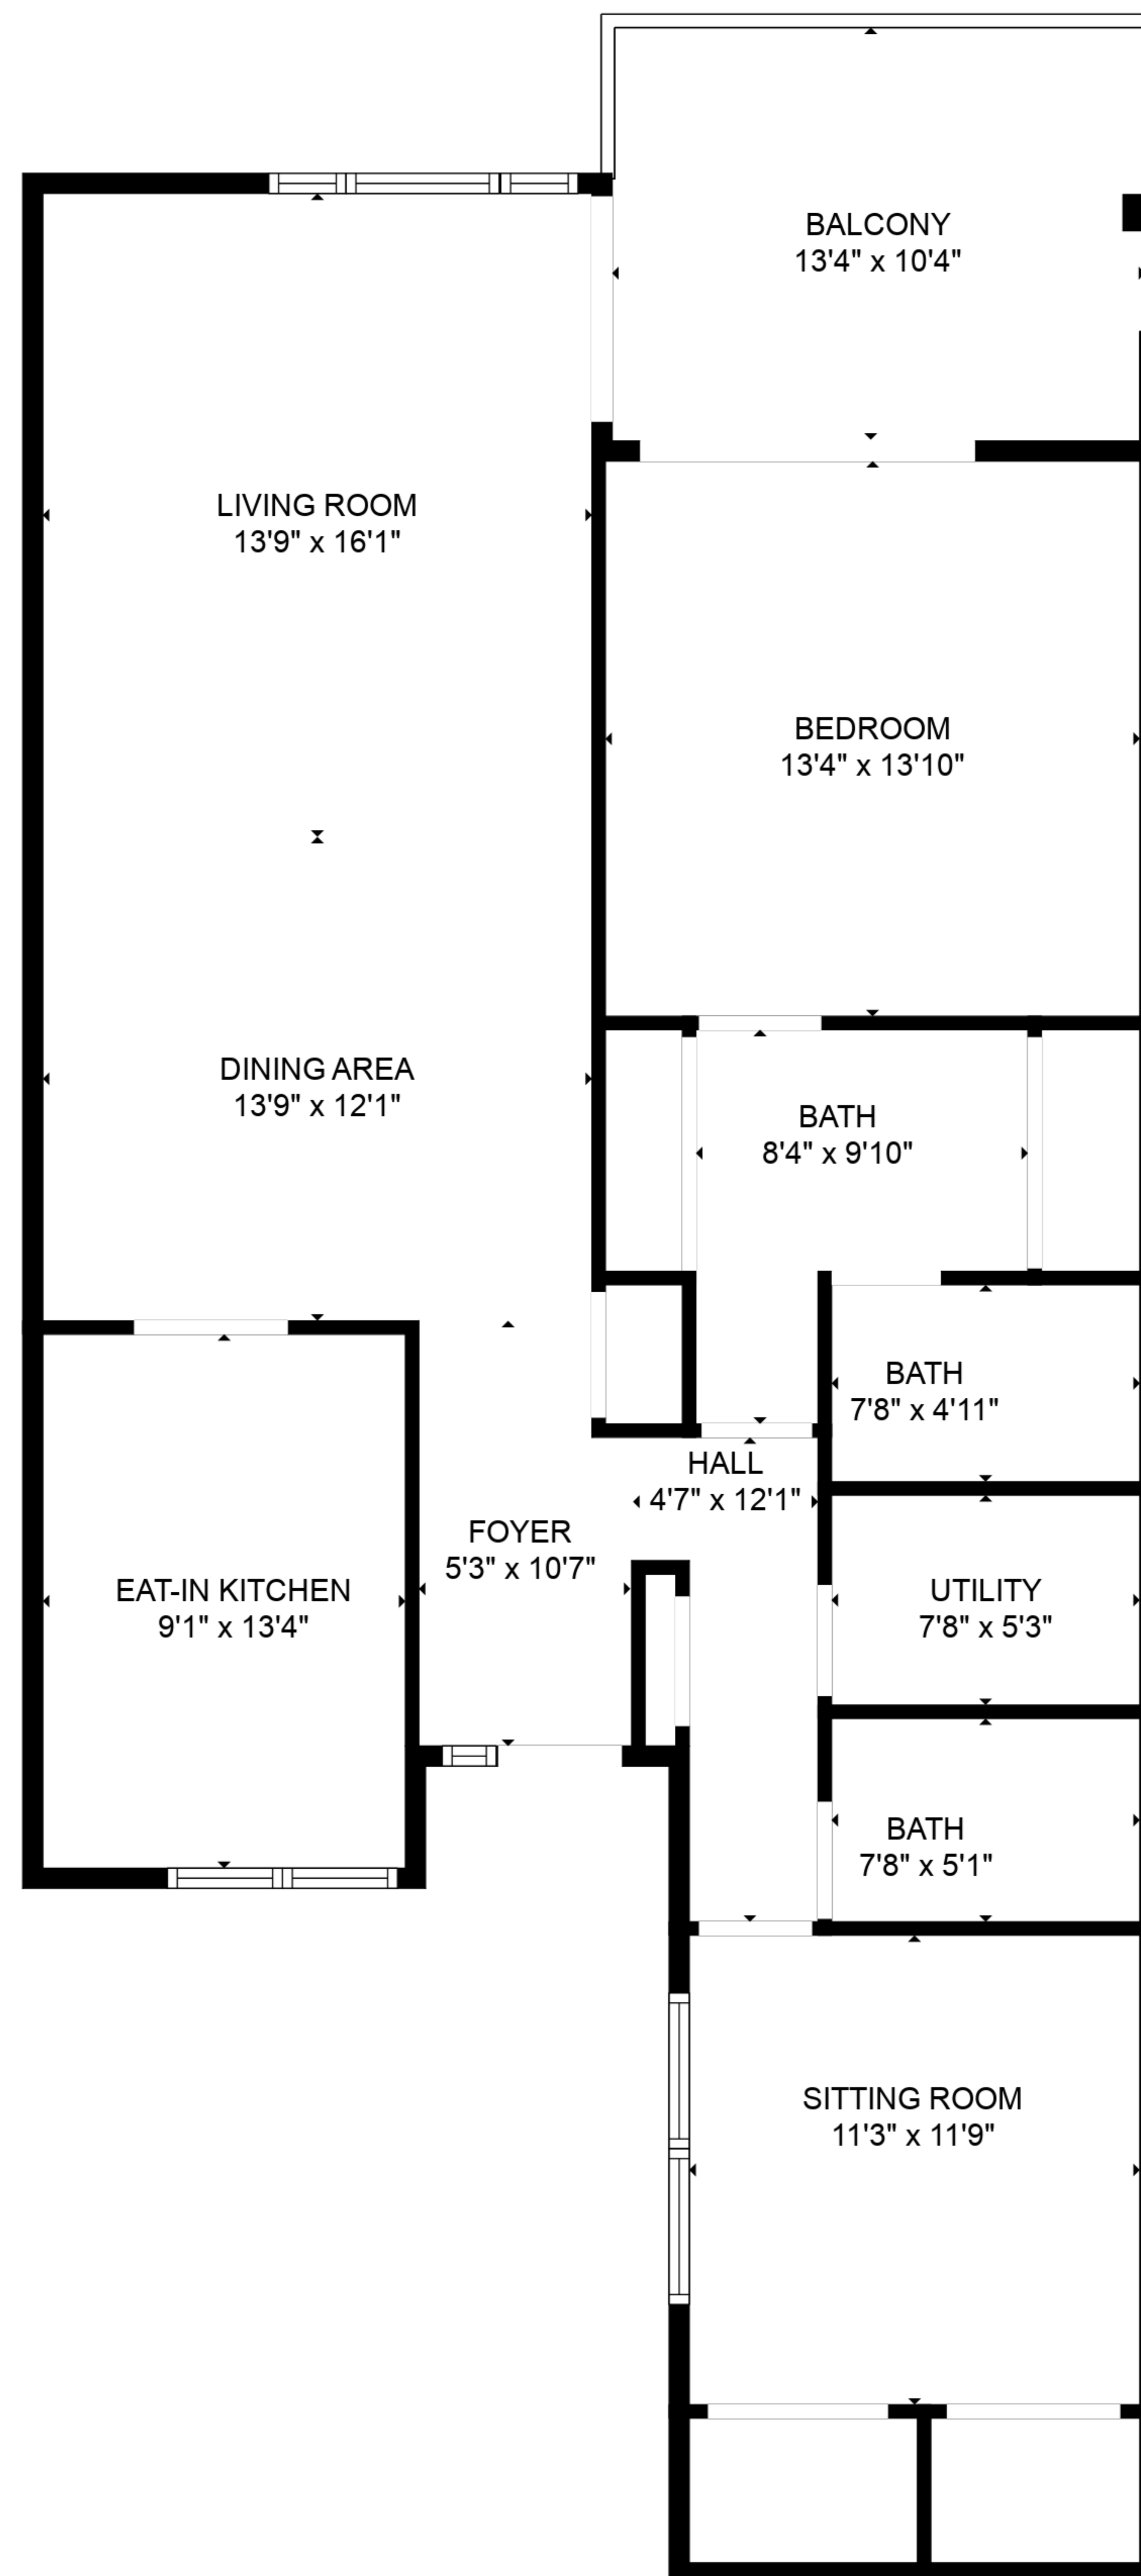 BALCONY
13'4" x 10'4"
LIVING ROOM
13'9" x 16'1"
BEDROOM
13'4" x 13'10"
DINING AREA
13'9" x 12'1"
BATH
8'4" x 9'10"
BATH
7'8" x 4'11"
HALL
4'7" x 12'1"
FOYER
5'3" x 10'7"
EAT-IN KITCHEN
9'1" x 13'4"
UTILITY
7'8" x 5'3"
BATH
7'8" x 5'1"
SITTING ROOM
11'3" x 11'9"